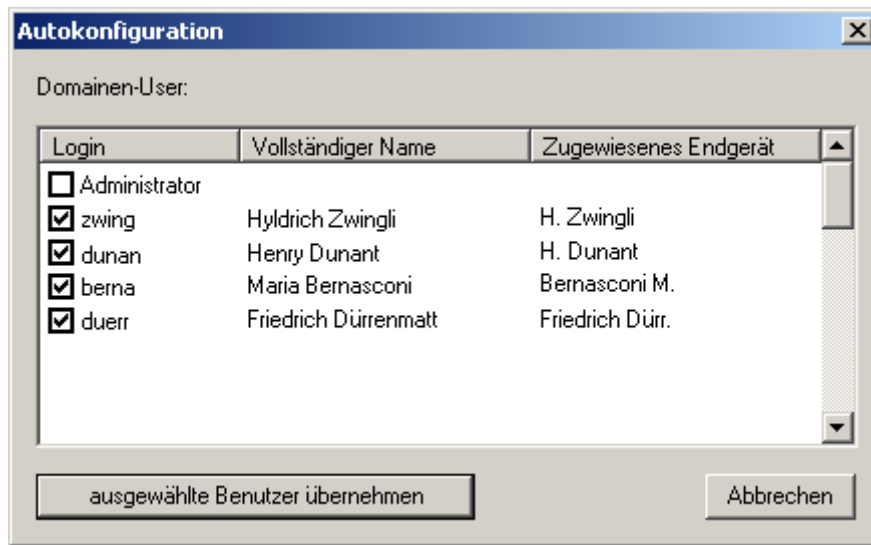 Autokonfiguration
Domainen-User:
Login Vollständiger Name Zugewiesenes Endgerät
Administrator
zwing Hyldrich Zwingli H. Zwingli
dunan Henry Dunant H. Dunant
berna Maria Bernasconi Bernasconi M.
duerr Friedrich Dürrenmatt Friedrich Dürr.
ausgewählte Benutzer übernehmen Abbrechen